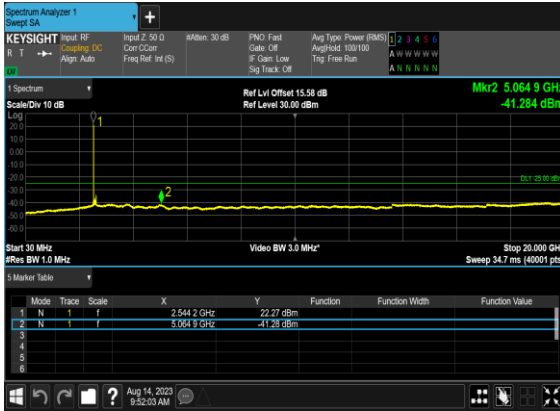 Spectrum Analyzer 1
Swept SA
+
KEYSIGHT Input: RF Input Z: 50 Ω #Atten: 30 dB PNO: Fast Avg Type: Power (RMS) 1 2 3 4 5 6
R T Coupling: DC Corr CCorr Gate: Off Avg|Hold: 100/100 A W W W W W
Align: Auto Freq Ref: Int (S) IF Gain: Low Trig: Free Run
Sig Track: Off A N N N N N
1 Spectrum
Ref Lvl Offset 15.58 dB Mkr2 5.064 9 GHz
Scale/Div 10 dB Ref Level 30.00 dBm -41.284 dBm
Log
20.0
10.0
0.00
-10.0
-20.0
-30.0
-40.0
-50.0
-60.0
1
2
Start 30 MHz Video BW 3.0 MHz* Stop 20.000 GH
#Res BW 1.0 MHz Sweep 34.7 ms (40001 pts
5 Marker Table
Mode Trace Scale X Y Function Function Width Function Value
1 N 1 f 2.544 2 GHz 22.27 dBm
2 N 1 f 5.064 9 GHz -41.28 dBm
3
4
5
6
? Aug 14, 2023
9:52:03 AM